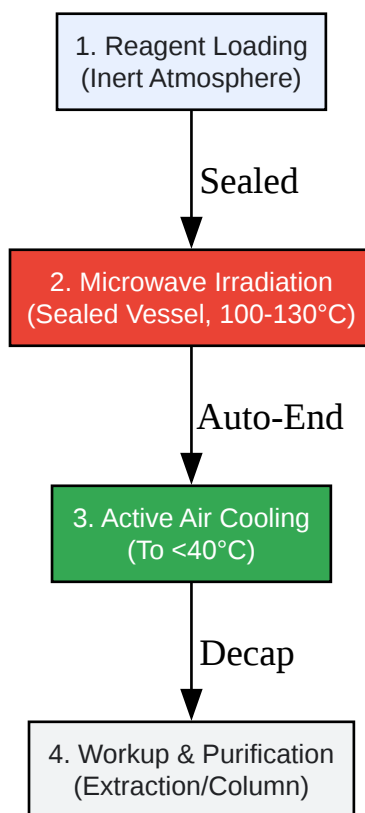 1. Reagent Loading
(Inert Atmosphere)
Sealed
2. Microwave Irradiation
(Sealed Vessel, 100-130°C)
Auto-End
3. Active Air Cooling
(To <40°C)
Decap
4. Workup & Purification
(Extraction/Column)